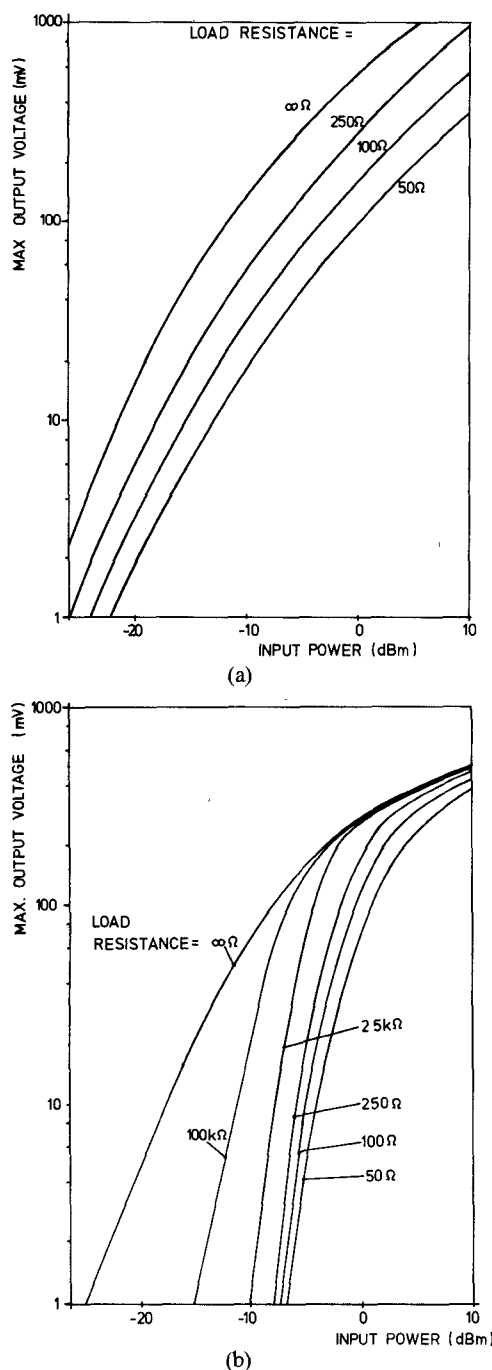 1000
LOAD RESISTANCE =
∞Ω
250Ω
100Ω
50Ω
100
10
1
MAX OUTPUT VOLTAGE (mV)
-20
-10
0
10
INPUT POWER (dBm)
(a)
1000
100
10
1
MAX. OUTPUT VOLTAGE (mV)
LOAD
RESISTANCE = ∞Ω
100kΩ
25kΩ
250Ω
100Ω
50Ω
-20
-10
0
10
INPUT POWER (dBm)
(b)